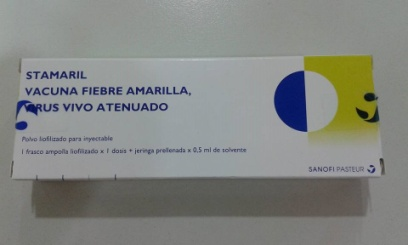 STAMARIL
VACUNA FIEBRE AMARILLA,
VIRUS VIVO ATENUADO
Polvo liofilizado para inyectable
1 frasco ampolla liofilizado x 1 dosis + jeringa prellenada x 0,5 ml de solvente
SANOFI PASTEUR